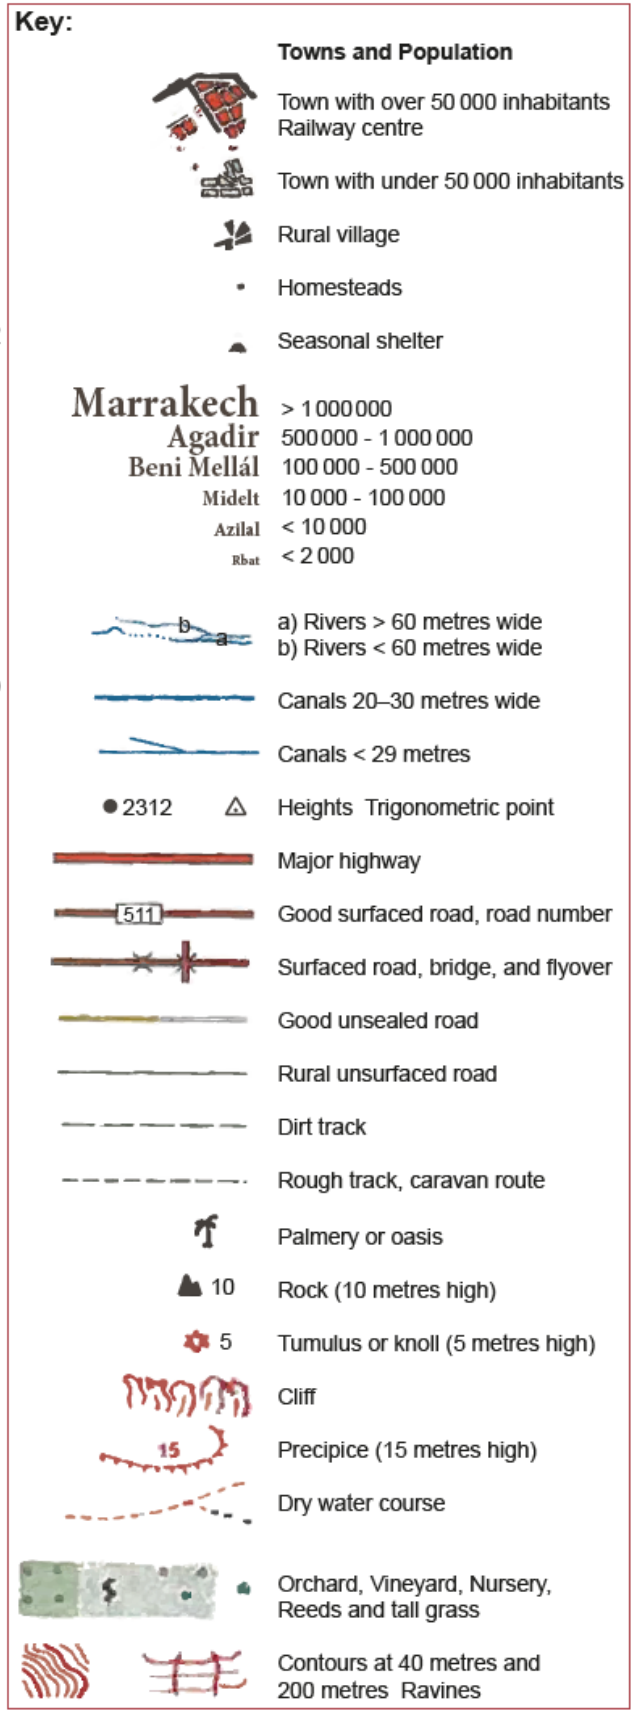 Key:
Towns and Population
Town with over 50 000 inhabitants
Railway centre
Town with under 50 000 inhabitants
Rural village
Homesteads
Seasonal shelter
Marrakech > 1 000 000
Agadir 500 000 - 1 000 000
Beni Mellál 100 000 - 500 000
Midelt 10 000 - 100 000
Azilal < 10 000
Rbat < 2 000
b a
a) Rivers > 60 metres wide
b) Rivers < 60 metres wide
Canals 20–30 metres wide
Canals < 29 metres
2312 Heights Trigonometric point
Major highway
511 Good surfaced road, road number
Surfaced road, bridge, and flyover
Good unsealed road
Rural unsurfaced road
Dirt track
Rough track, caravan route
Palmery or oasis
10 Rock (10 metres high)
5 Tumulus or knoll (5 metres high)
Cliff
15 Precipice (15 metres high)
Dry water course
Orchard, Vineyard, Nursery,
Reeds and tall grass
Contours at 40 metres and
200 metres Ravines